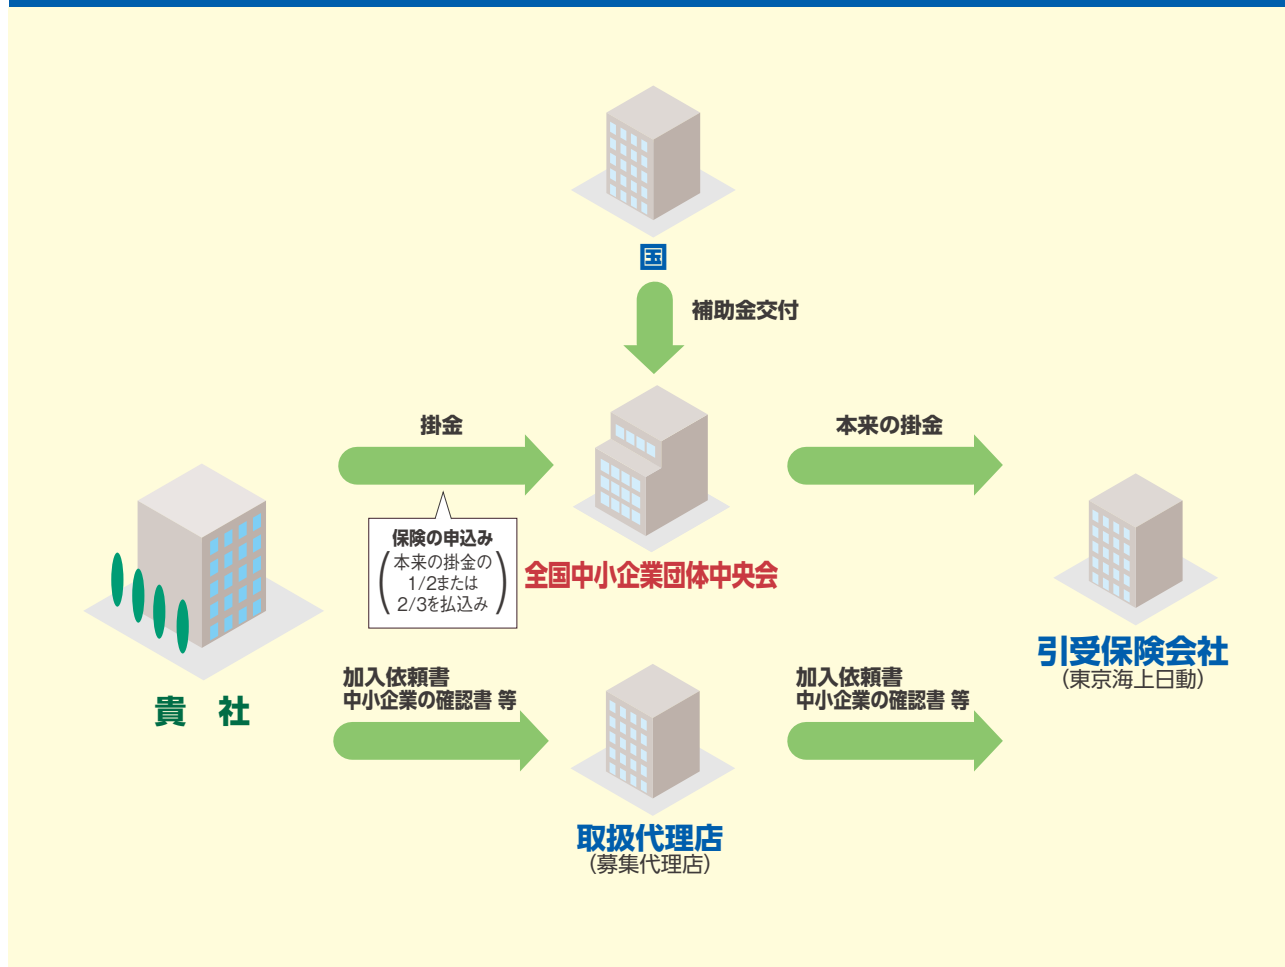 国
補助金交付
掛金
本来の掛金
保険の申込み
(本来の掛金の
1/2または
2/3を払込み)
全国中小企業団体中央会
引受保険会社
(東京海上日動)
貴 社
加入依頼書
中小企業の確認書 等
加入依頼書
中小企業の確認書 等
取扱代理店
(募集代理店)